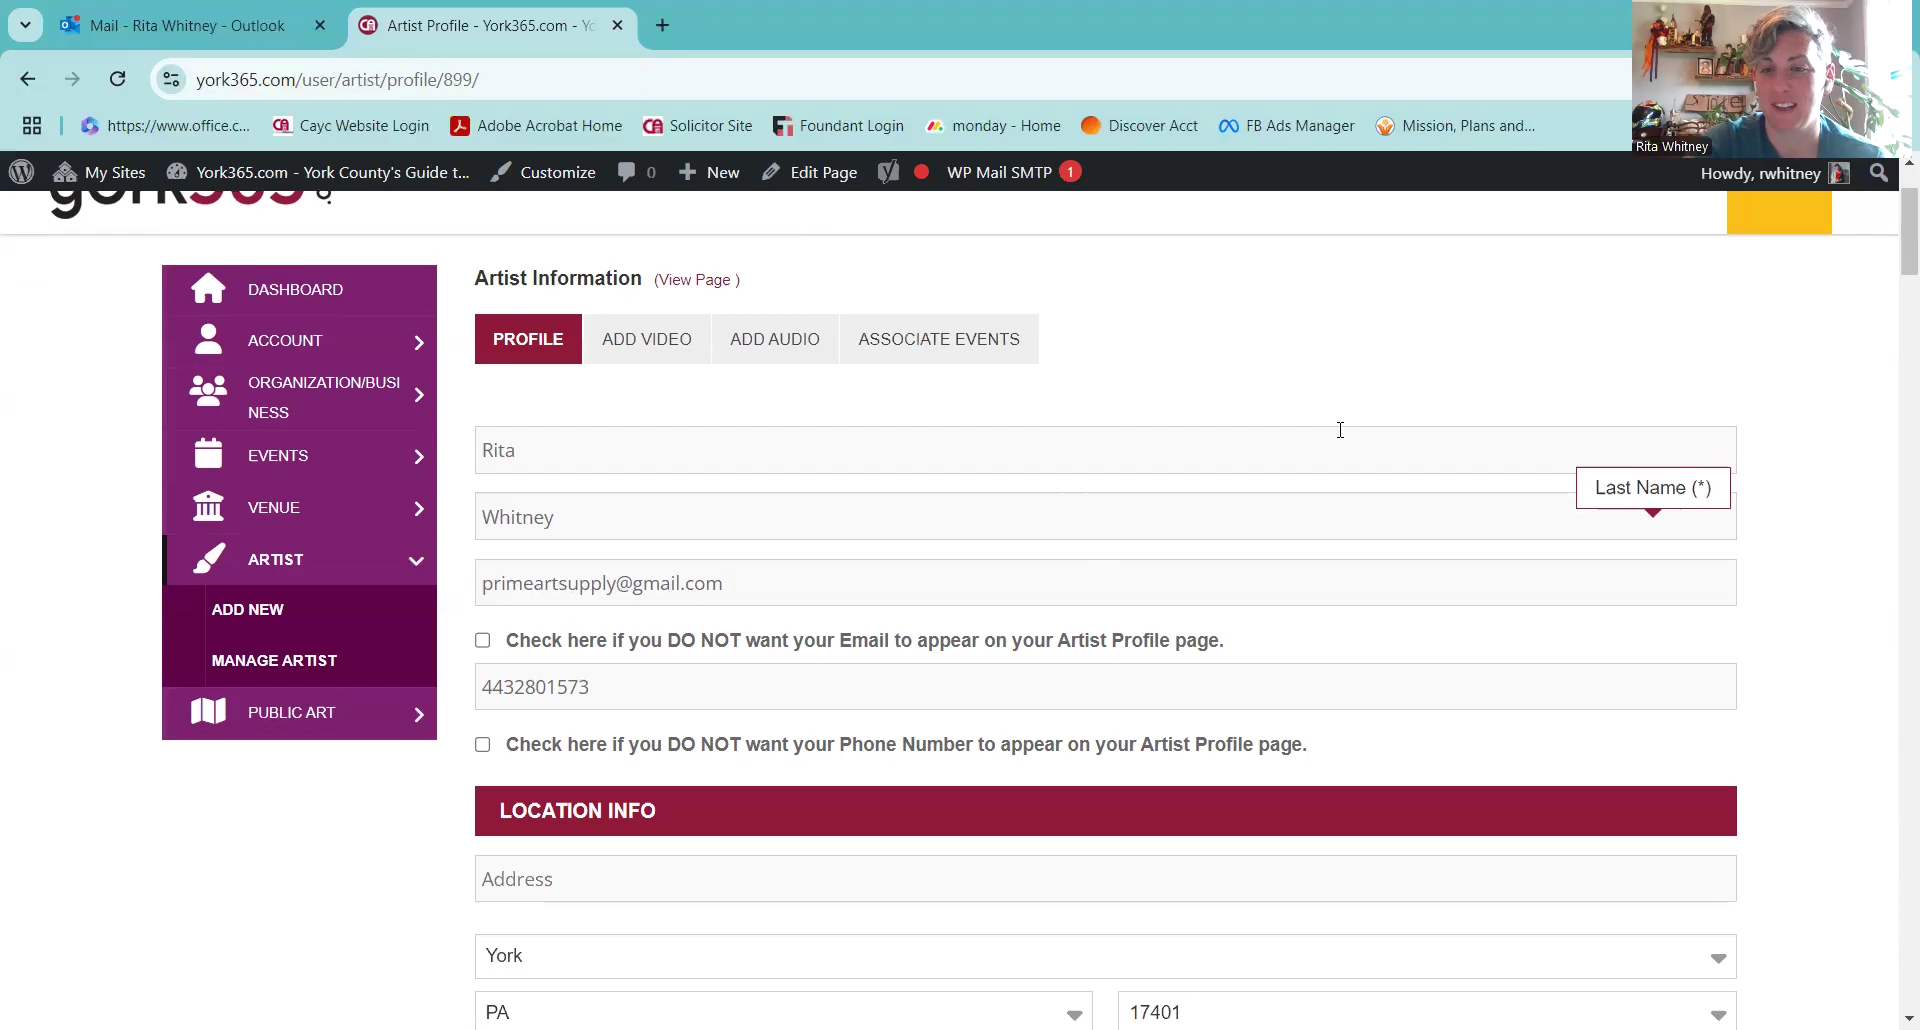 Mail - Rita Whitney - Outlook
Artist Profile - York365.com - Yo
york365.com/user/artist/profile/899/
https://www.office.c...
Cayc Website Login
Adobe Acrobat Home
Solicitor Site
Foundant Login
monday - Home
Discover Acct
FB Ads Manager
Mission, Plans and...
Rita Whitney
My Sites
York365.com - York County's Guide t...
Customize
0
New
Edit Page
WP Mail SMTP
1
Howdy, rwhitney
york365
DASHBOARD
ACCOUNT
ORGANIZATION/BUSI
NESS
EVENTS
VENUE
ARTIST
ADD NEW
MANAGE ARTIST
PUBLIC ART
Artist Information (View Page )
PROFILE
ADD VIDEO
ADD AUDIO
ASSOCIATE EVENTS
Rita
Last Name (*)
Whitney
primeartsupply@gmail.com
Check here if you DO NOT want your Email to appear on your Artist Profile page.
4432801573
Check here if you DO NOT want your Phone Number to appear on your Artist Profile page.
LOCATION INFO
Address
York
PA
17401